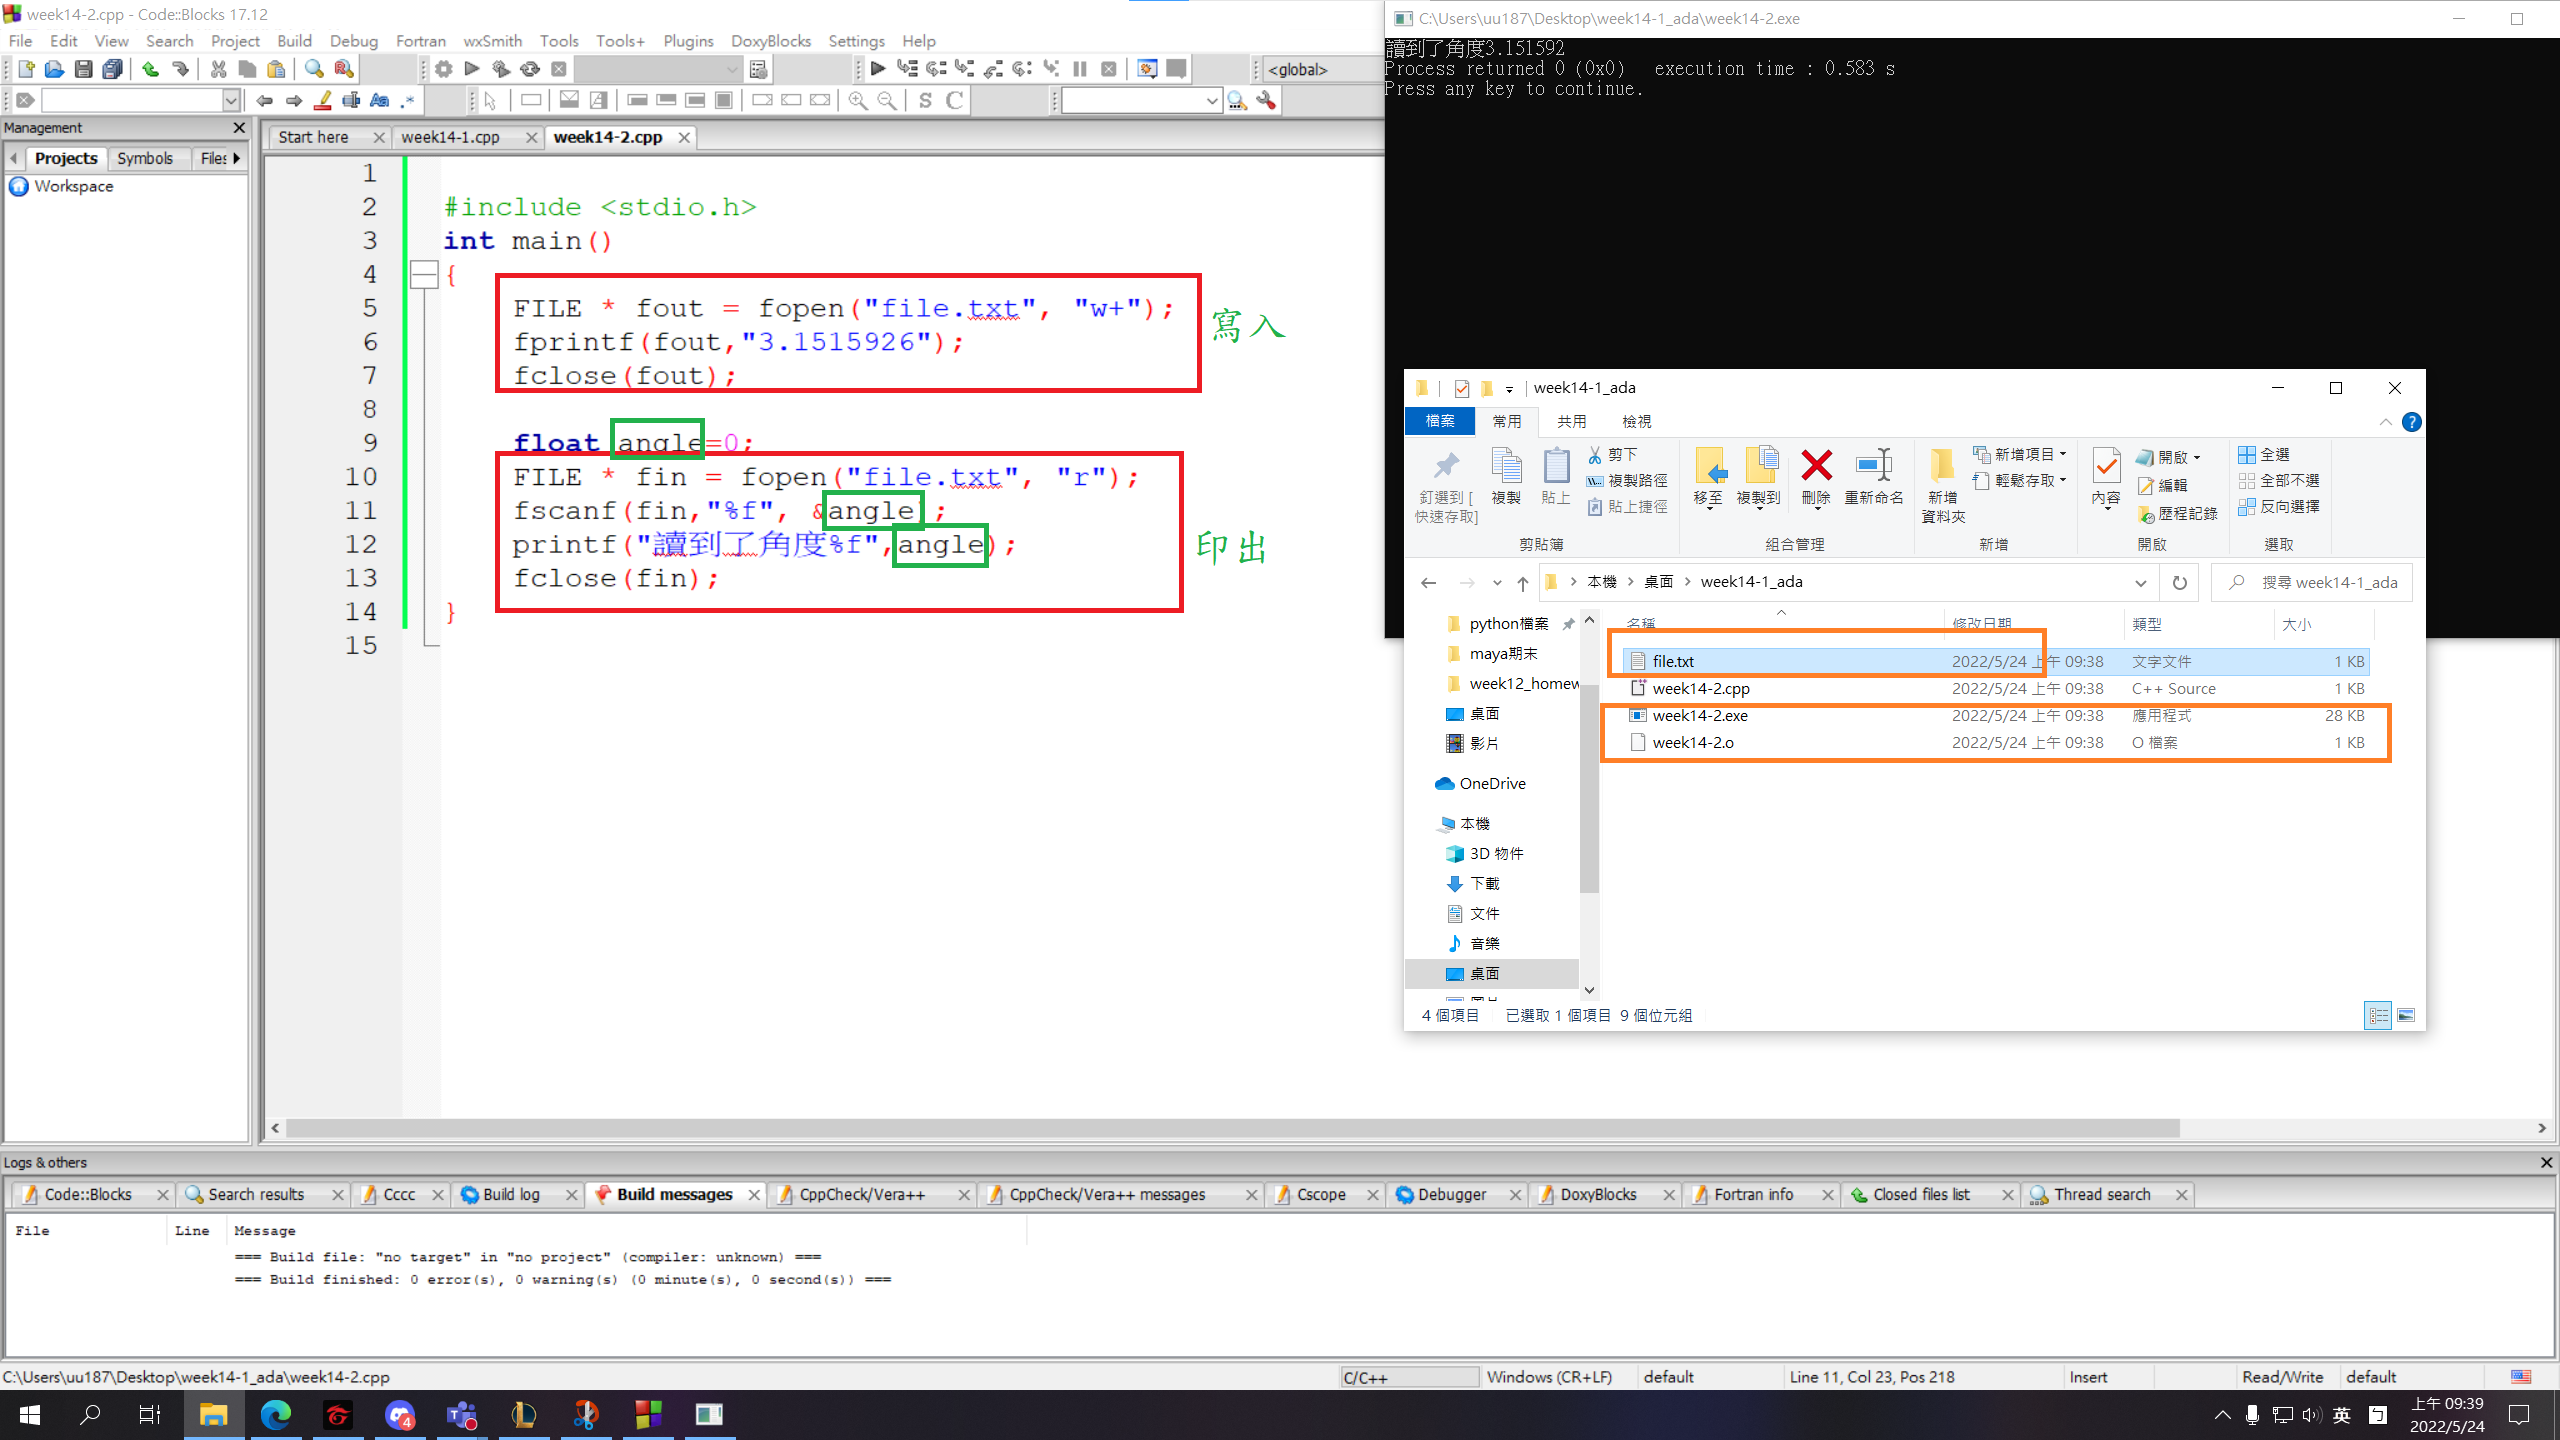 week14-2.cpp - Code::Blocks 17.12
File Edit View Search Project Build Debug Fortran wxSmith Tools Tools+ Plugins DoxyBlocks Settings Help
<global>
Management
Projects Symbols Files
Workspace
Start here week14-1.cpp week14-2.cpp
1
2 #include <stdio.h>
3 int main()
4 {
5 FILE * fout = fopen("file.txt", "w+");
6 fprintf(fout,"3.1515926");
7 fclose(fout);
寫入
8
9 float angle=0;
10 FILE * fin = fopen("file.txt", "r");
11 fscanf(fin,"%f", &angle);
12 printf("讀到了角度%f",angle);
13 fclose(fin);
印出
14 }
15
C:\Users\uu187\Desktop\week14-1_ada\week14-2.exe
讀到了角度3.151592
Process returned 0 (0x0) execution time : 0.583 s
Press any key to continue.
week14-1_ada
檔案 常用 共用 檢視
釘選到 [快速存取]
複製
貼上
剪下
複製路徑
貼上捷徑
剪貼簿
移至
複製到
刪除
重新命名
組合管理
新增資料夾
新增項目
輕鬆存取
新增
內容
開啟
編輯
歷程記錄
開啟
全選
全部不選
反向選擇
選取
本機 桌面 week14-1_ada
搜尋 week14-1_ada
名稱 修改日期 類型 大小
file.txt 2022/5/24 上午 09:38 文字文件 1 KB
week14-2.cpp 2022/5/24 上午 09:38 C++ Source 1 KB
week14-2.exe 2022/5/24 上午 09:38 應用程式 28 KB
week14-2.o 2022/5/24 上午 09:38 O 檔案 1 KB
python檔案
maya期末
week12_homew
桌面
影片
OneDrive
本機
3D 物件
下載
文件
音樂
桌面
4 個項目 已選取 1 個項目 9 個位元組
Logs & others
Code::Blocks Search results Cccc Build log Build messages CppCheck/Vera++ CppCheck/Vera++ messages Cscope Debugger DoxyBlocks Fortran info Closed files list Thread search
File Line Message
=== Build file: "no target" in "no project" (compiler: unknown) ===
=== Build finished: 0 error(s), 0 warning(s) (0 minute(s), 0 second(s)) ===
C:\Users\uu187\Desktop\week14-1_ada\week14-2.cpp C/C++ Windows (CR+LF) default Line 11, Col 23, Pos 218 Insert Read/Write default
4
英
上午 09:39
2022/5/24